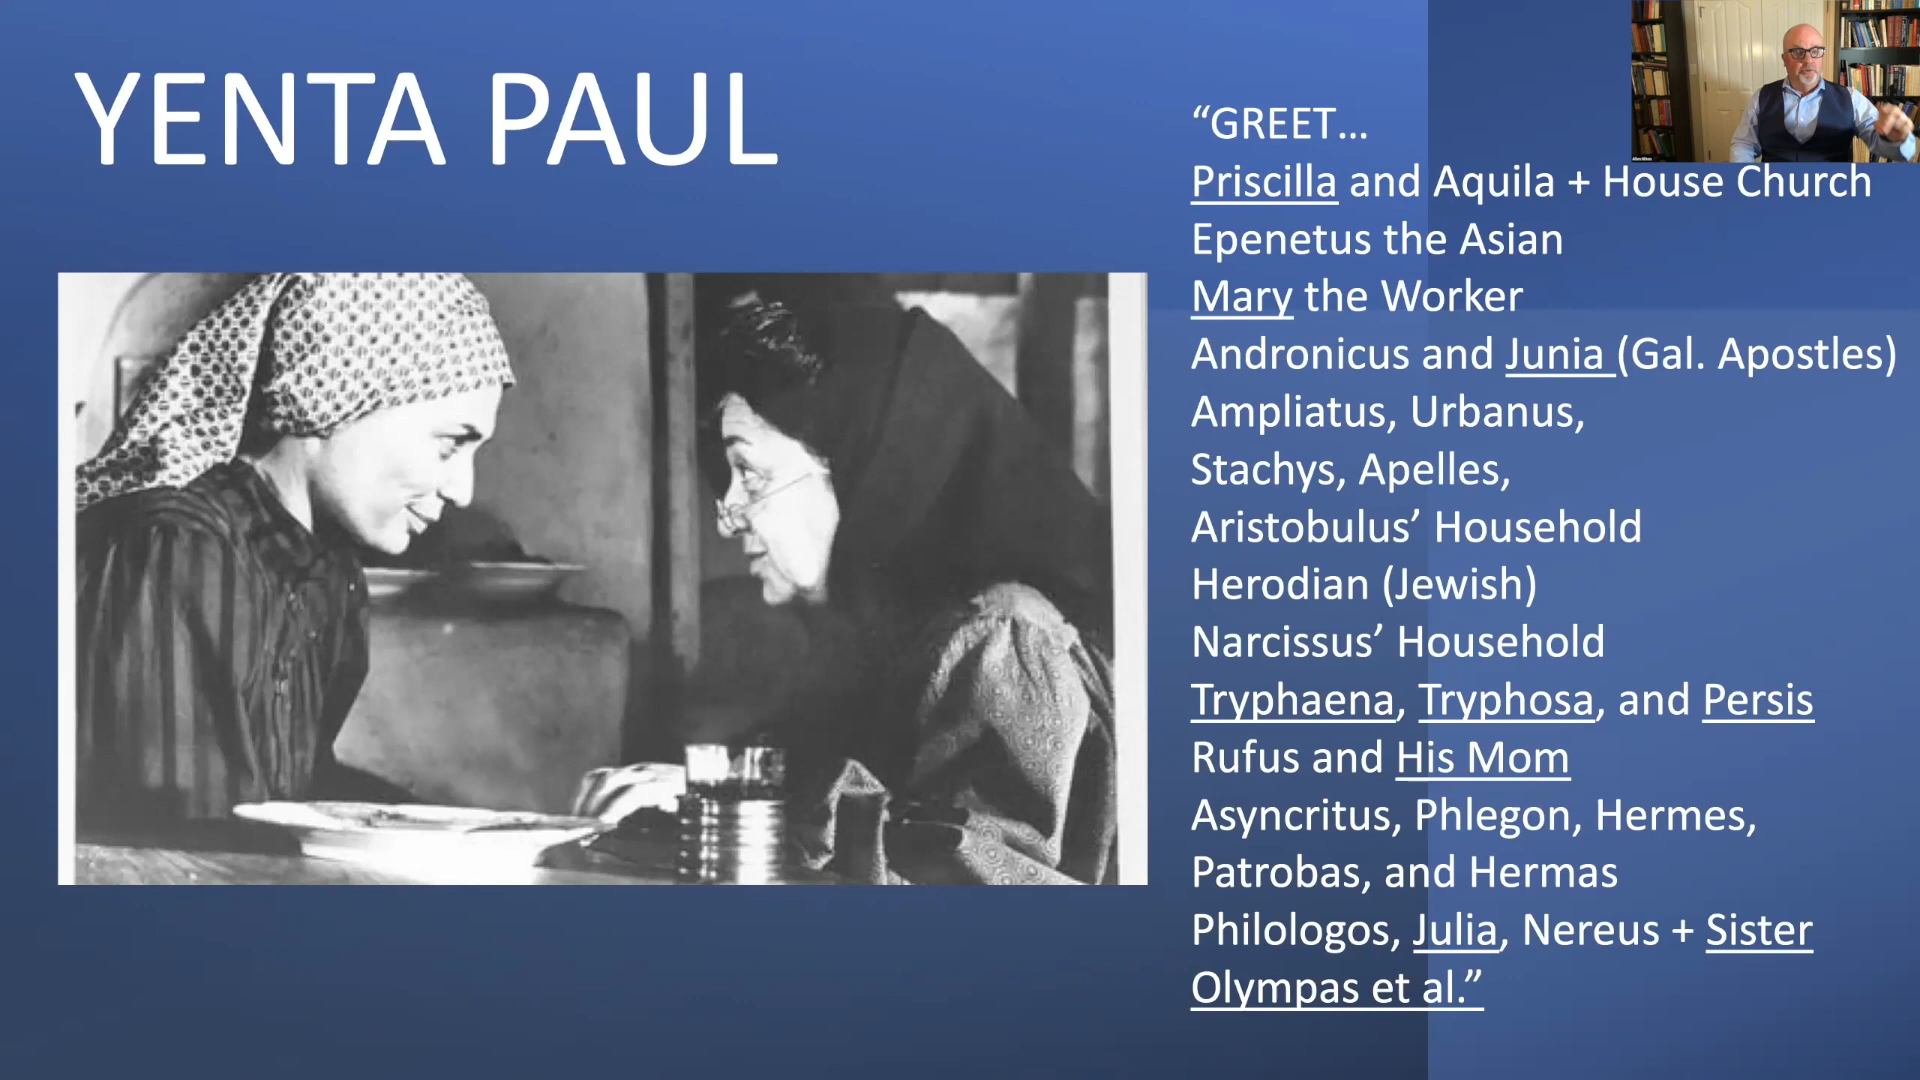 YENTA PAUL
“GREET...
Priscilla and Aquila + House Church
Epenetus the Asian
Mary the Worker
Andronicus and Junia (Gal. Apostles)
Ampliatus, Urbanus,
Stachys, Apelles,
Aristobulus’ Household
Herodian (Jewish)
Narcissus’ Household
Tryphaena, Tryphosa, and Persis
Rufus and His Mom
Asyncritus, Phlegon, Hermes,
Patrobas, and Hermas
Philologos, Julia, Nereus + Sister
Olympas et al.”